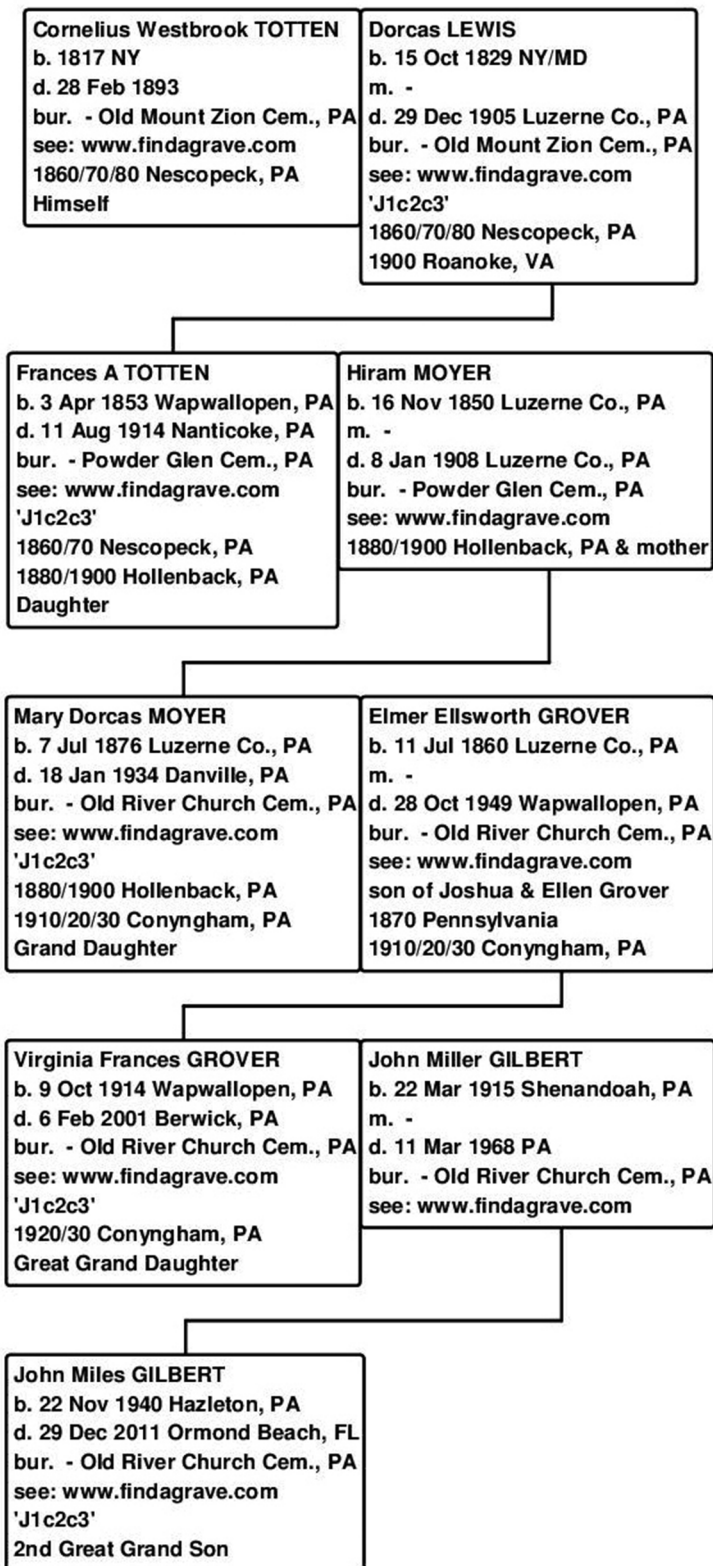 Cornelius Westbrook TOTTEN
b. 1817 NY
d. 28 Feb 1893
bur.  - Old Mount Zion Cem., PA
see: www.findagrave.com
1860/70/80 Nescopeck, PA
Himself
Dorcas LEWIS
b. 15 Oct 1829 NY/MD
m.  -
d. 29 Dec 1905 Luzerne Co., PA
bur.  - Old Mount Zion Cem., PA
see: www.findagrave.com
'J1c2c3'
1860/70/80 Nescopeck, PA
1900 Roanoke, VA
Frances A TOTTEN
b. 3 Apr 1853 Wapwallopen, PA
d. 11 Aug 1914 Nanticoke, PA
bur.  - Powder Glen Cem., PA
see: www.findagrave.com
'J1c2c3'
1860/70 Nescopeck, PA
1880/1900 Hollenback, PA
Daughter
Hiram MOYER
b. 16 Nov 1850 Luzerne Co., PA
m.  -
d. 8 Jan 1908 Luzerne Co., PA
bur.  - Powder Glen Cem., PA
see: www.findagrave.com
1880/1900 Hollenback, PA & mother
Mary Dorcas MOYER
b. 7 Jul 1876 Luzerne Co., PA
d. 18 Jan 1934 Danville, PA
bur.  - Old River Church Cem., PA
see: www.findagrave.com
'J1c2c3'
1880/1900 Hollenback, PA
1910/20/30 Conyngham, PA
Grand Daughter
Elmer Ellsworth GROVER
b. 11 Jul 1860 Luzerne Co., PA
m.  -
d. 28 Oct 1949 Wapwallopen, PA
bur.  - Old River Church Cem., PA
see: www.findagrave.com
son of Joshua & Ellen Grover
1870 Pennsylvania
1910/20/30 Conyngham, PA
Virginia Frances GROVER
b. 9 Oct 1914 Wapwallopen, PA
d. 6 Feb 2001 Berwick, PA
bur.  - Old River Church Cem., PA
see: www.findagrave.com
'J1c2c3'
1920/30 Conyngham, PA
Great Grand Daughter
John Miller GILBERT
b. 22 Mar 1915 Shenandoah, PA
m.  -
d. 11 Mar 1968 PA
bur.  - Old River Church Cem., PA
see: www.findagrave.com
John Miles GILBERT
b. 22 Nov 1940 Hazleton, PA
d. 29 Dec 2011 Ormond Beach, FL
bur.  - Old River Church Cem., PA
see: www.findagrave.com
'J1c2c3'
2nd Great Grand Son